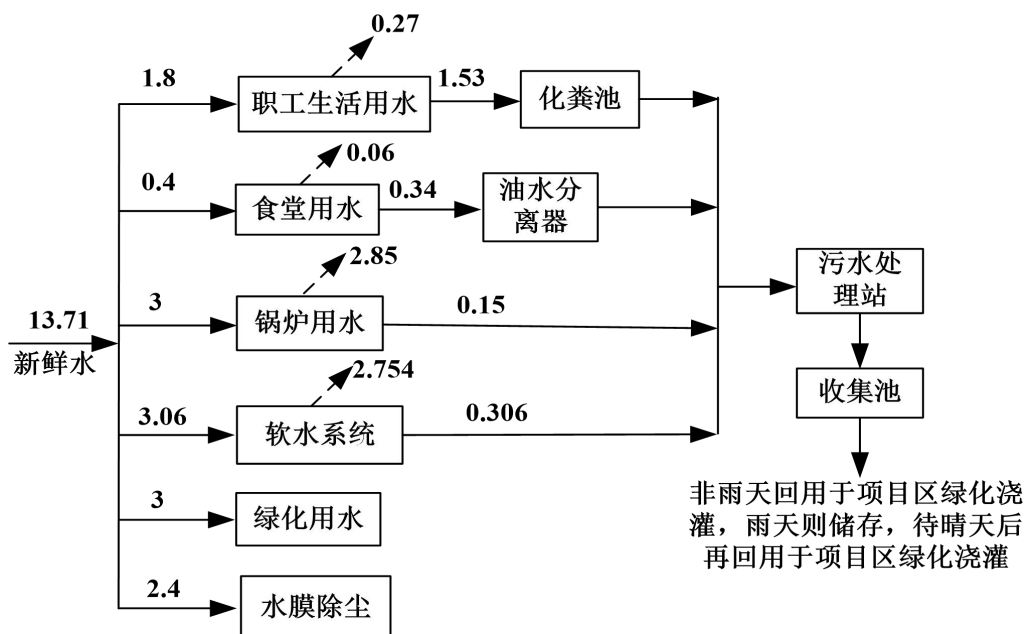 0.27
1.8
职工生活用水
1.53
化粪池
0.06
0.4
食堂用水
0.34
油水分
离器
2.85
3
锅炉用水
0.15
污水处
理站
13.71
新鲜水
2.754
3.06
软水系统
0.306
收集池
3
绿化用水
非雨天回用于项目区绿化浇
灌，雨天则储存，待晴天后
再回用于项目区绿化浇灌
2.4
水膜除尘